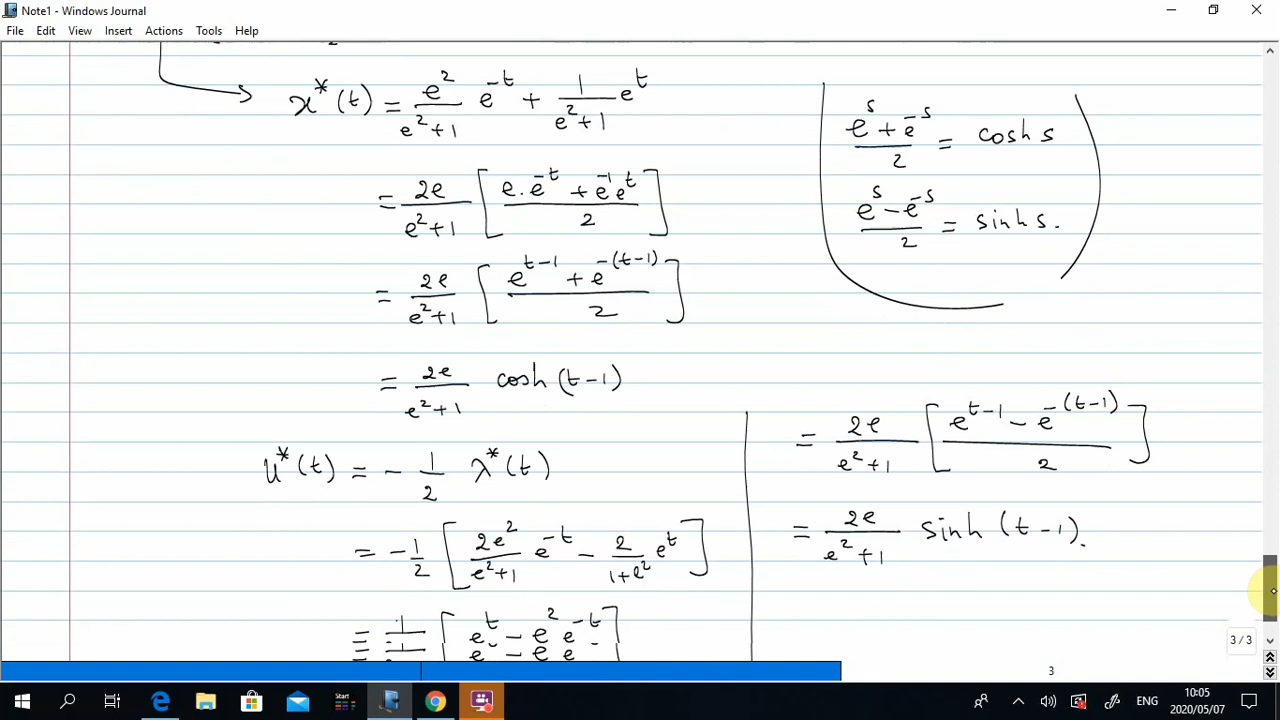 Note1 - Windows Journal
File Edit View Insert Actions Tools Help
x*(t) = e²/(e²+1) e^(-t) + 1/(e²+1) e^t
= 2e/(e²+1) [ (e.e^(-t) + e^(-1)e^t)/2 ]
= 2e/(e²+1) [ (e^(t-1) + e^(-(t-1)))/2 ]
= 2e/(e²+1) cosh (t-1)
u*(t) = - 1/2 λ*(t)
= -1/2 [ 2e²/(e²+1) e^(-t) - 2/(1+e²) e^t ]
e^t - e² e^(-t)
(e^s + e^(-s))/2 = cosh s
(e^s - e^(-s))/2 = sinh s.
= 2e/(e²+1) [ (e^(t-1) - e^(-(t-1)))/2 ]
= 2e/(e²+1) sinh (t-1).
3 / 3
3
Start
ENG
10:05
2020/05/07